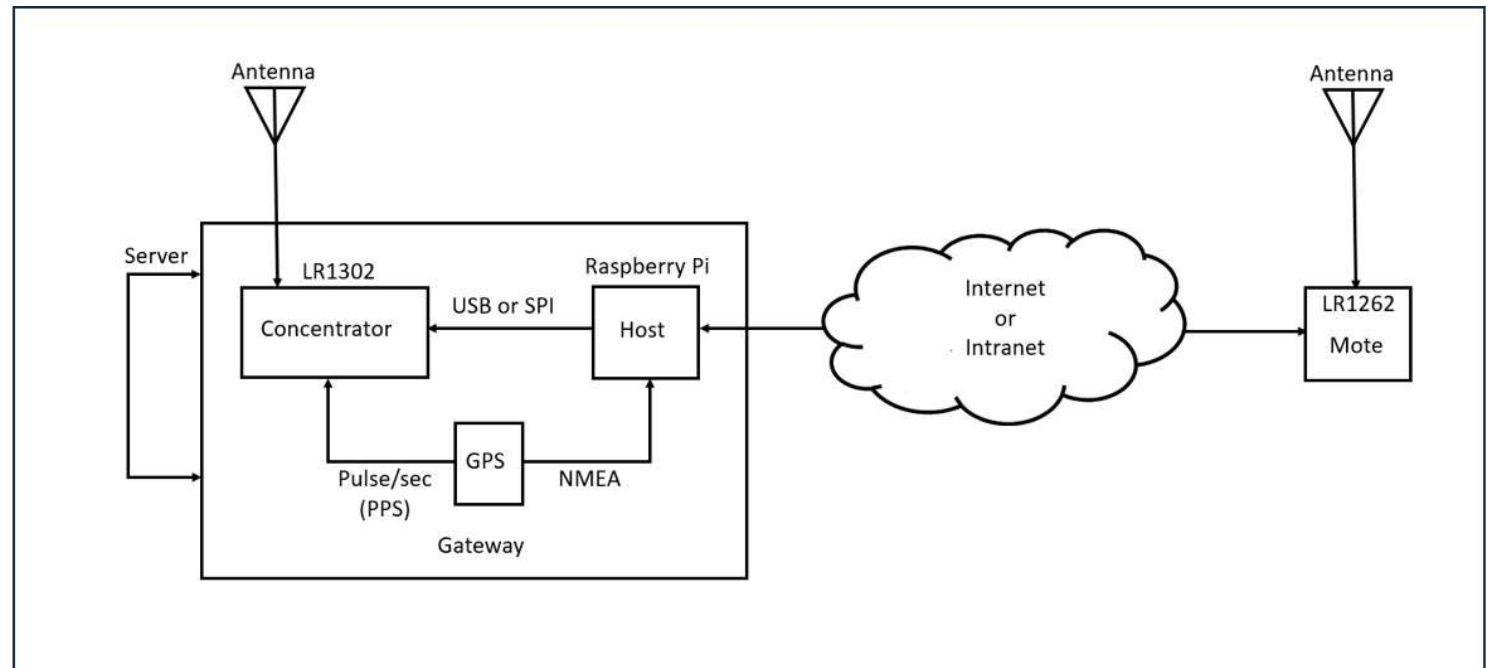 Antenna
Antenna
Server
LR1302
Raspberry Pi
Concentrator
USB or SPI
Host
Internet
or
Intranet
LR1262
Mote
GPS
Pulse/sec
(PPS)
NMEA
Gateway